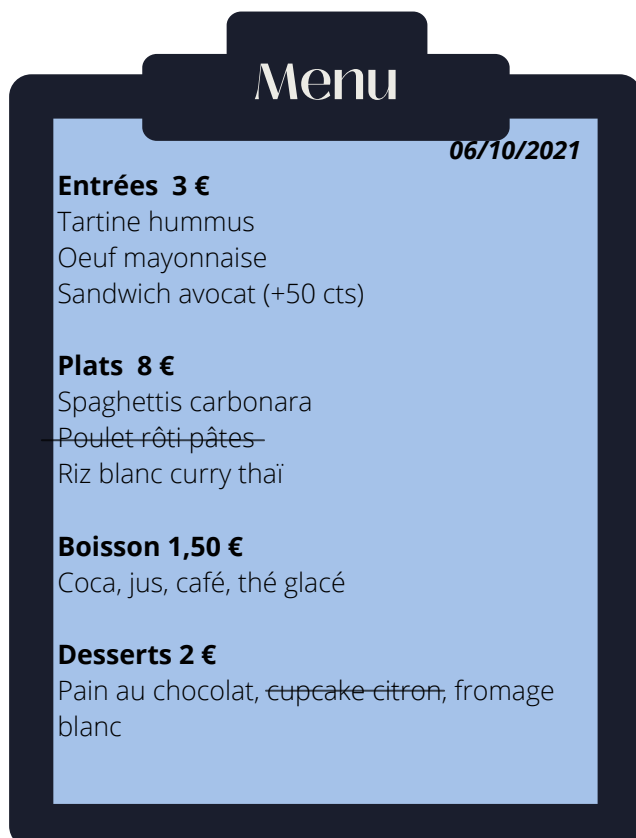 Menu
06/10/2021
Entrées 3 €
Tartine hummus
Oeuf mayonnaise
Sandwich avocat (+50 cts)
Plats 8 €
Spaghettis carbonara
Poulet rôti pâtes
Riz blanc curry thaï
Boisson 1,50 €
Coca, jus, café, thé glacé
Desserts 2 €
Pain au chocolat, cupcake citron, fromage
blanc